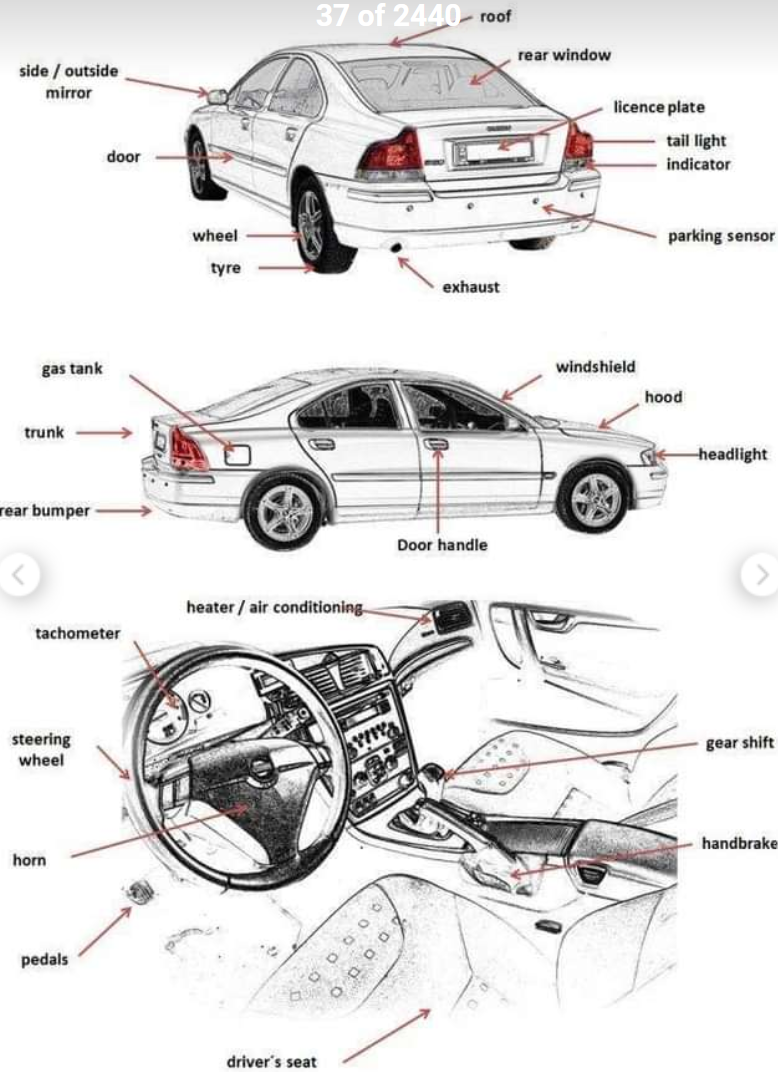 37 of 2440
roof
rear window
side / outside
mirror
licence plate
tail light
door
indicator
wheel
parking sensor
tyre
exhaust
gas tank
windshield
hood
trunk
headlight
rear bumper
Door handle
heater / air conditioning
tachometer
steering
wheel
gear shift
handbrake
horn
pedals
driver´s seat